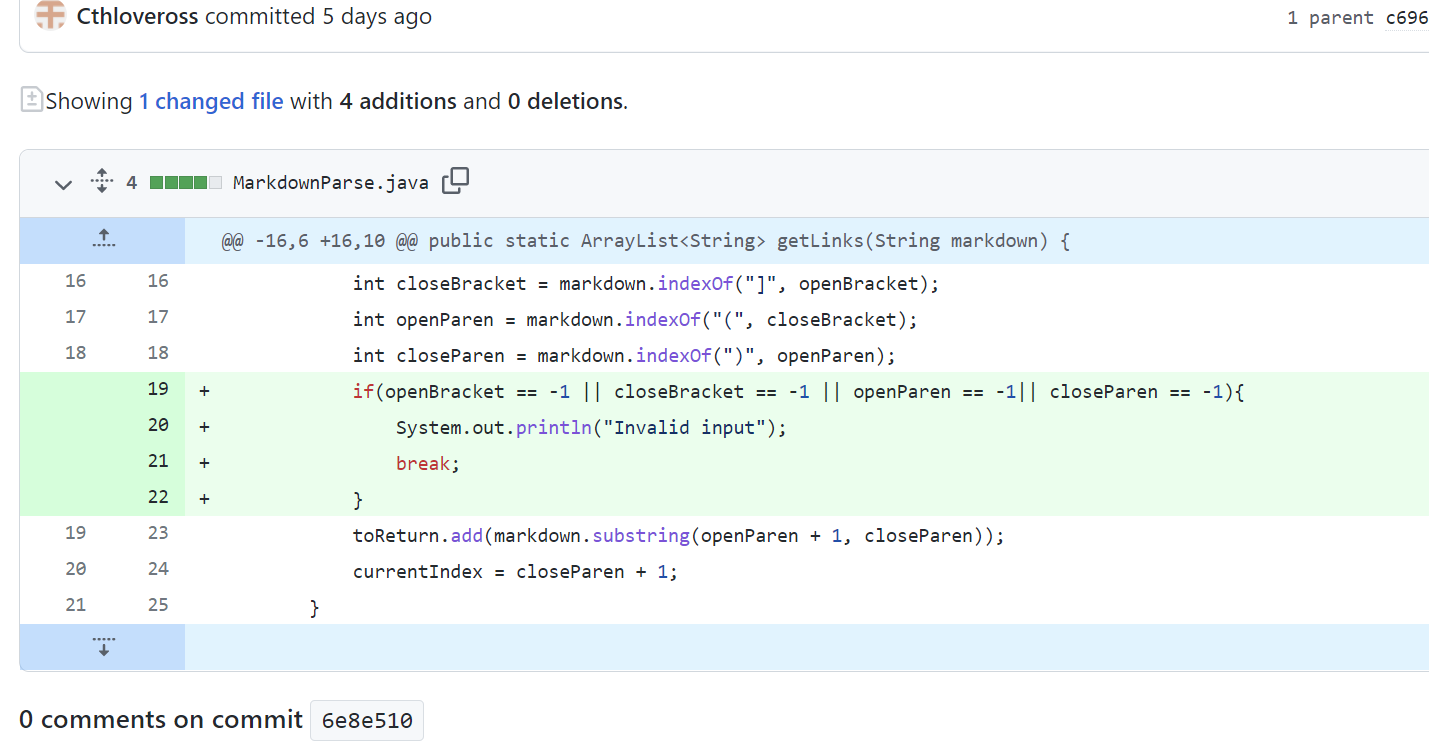 Cthloveross committed 5 days ago 1 parent c696
Showing 1 changed file with 4 additions and 0 deletions.
4 MarkdownParse.java
@@ -16,6 +16,10 @@ public static ArrayList<String> getLinks(String markdown) {
16 16 int closeBracket = markdown.indexOf("]", openBracket);
17 17 int openParen = markdown.indexOf("(", closeBracket);
18 18 int closeParen = markdown.indexOf(")", openParen);
19 + if(openBracket == -1 || closeBracket == -1 || openParen == -1|| closeParen == -1){
20 + System.out.println("Invalid input");
21 + break;
22 + }
19 23 toReturn.add(markdown.substring(openParen + 1, closeParen));
20 24 currentIndex = closeParen + 1;
21 25 }
0 comments on commit 6e8e510